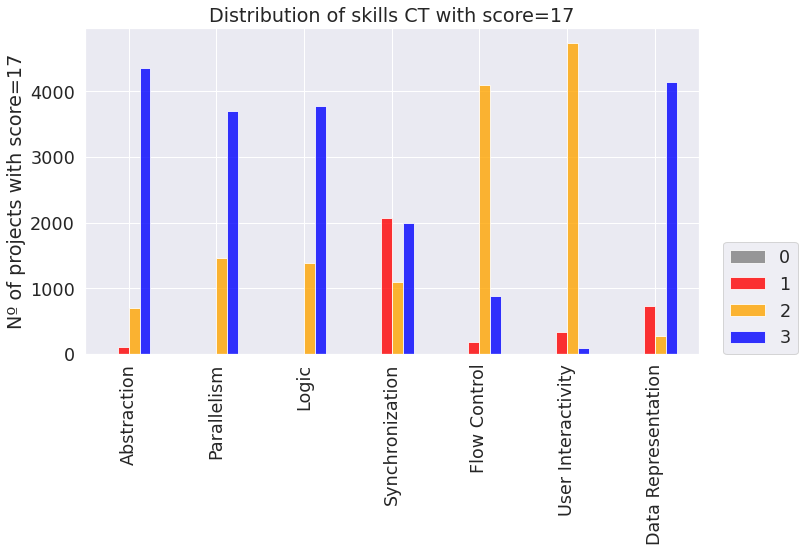 Distribution of skills CT with score=17
Nº of projects with score=17
4000
3000
2000
1000
0
Abstraction
Parallelism
Logic
Synchronization
Flow Control
User Interactivity
Data Representation
0
1
2
3